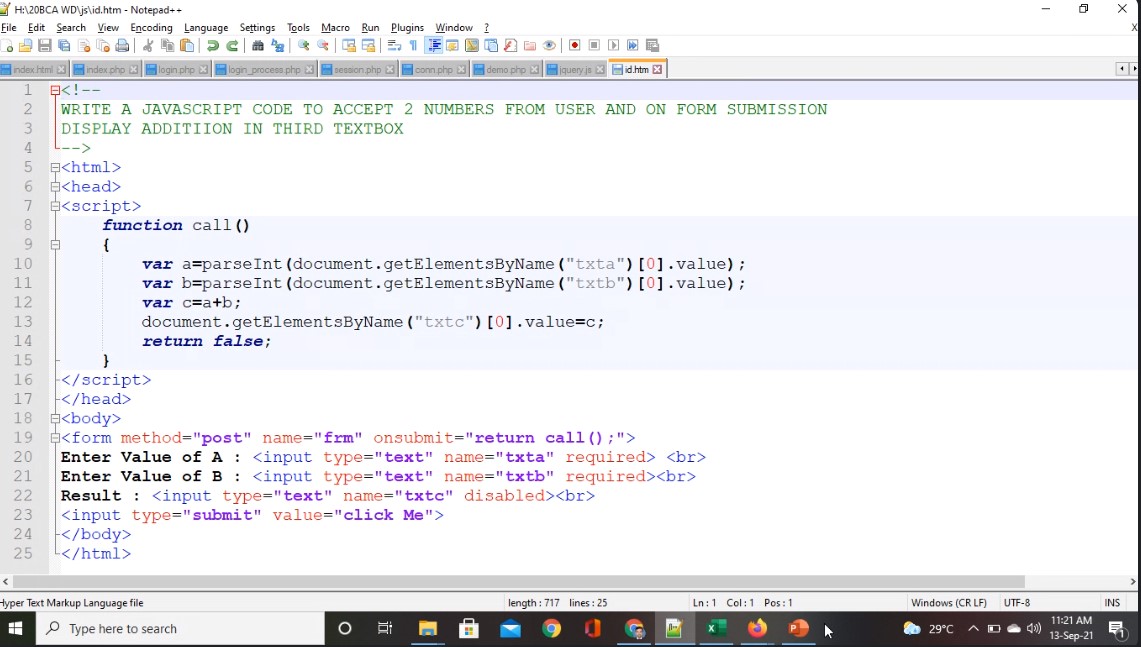 H:\20BCA WD\js\id.htm - Notepad++
File Edit Search View Encoding Language Settings Tools Macro Run Plugins Window ? X
index.html index.php login.php login_process.php session.php conn.php demo.php jquery.js id.htm
1 <!--
2 WRITE A JAVASCRIPT CODE TO ACCEPT 2 NUMBERS FROM USER AND ON FORM SUBMISSION
3 DISPLAY ADDITIION IN THIRD TEXTBOX
4 -->
5 <html>
6 <head>
7 <script>
8 function call()
9 {
10 var a=parseInt(document.getElementsByName("txta")[0].value);
11 var b=parseInt(document.getElementsByName("txtb")[0].value);
12 var c=a+b;
13 document.getElementsByName("txtc")[0].value=c;
14 return false;
15 }
16 </script>
17 </head>
18 <body>
19 <form method="post" name="frm" onsubmit="return call();">
20 Enter Value of A : <input type="text" name="txta" required> <br>
21 Enter Value of B : <input type="text" name="txtb" required><br>
22 Result : <input type="text" name="txtc" disabled><br>
23 <input type="submit" value="click Me">
24 </body>
25 </html>
Hyper Text Markup Language file length : 717 lines : 25 Ln : 1 Col : 1 Pos : 1 Windows (CR LF) UTF-8 INS
Type here to search 29°C 11:21 AM
13-Sep-21